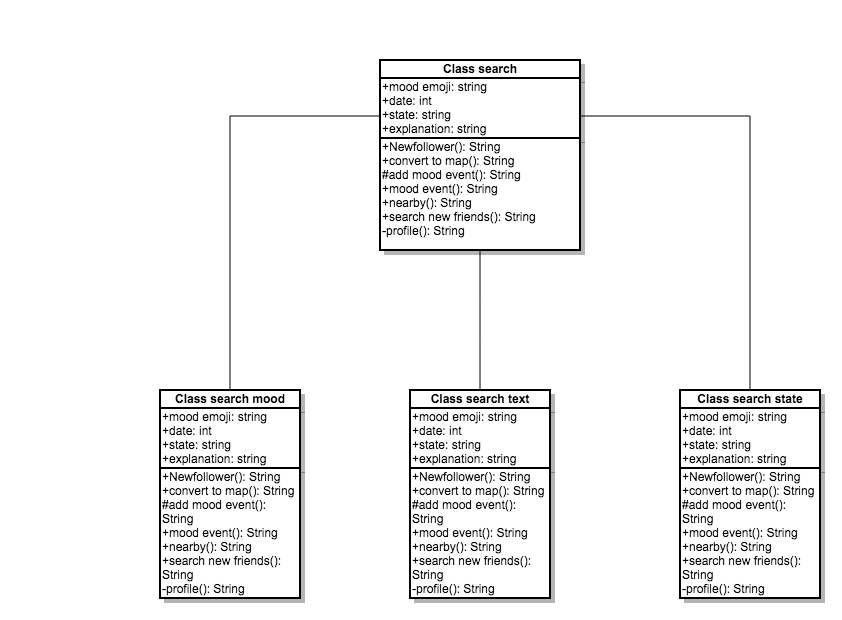 Class search
+mood emoji: string
+date: int
+state: string
+explanation: string
+Newfollower(): String
+convert to map(): String
#add mood event(): String
+mood event(): String
+nearby(): String
+search new friends(): String
-profile(): String
Class search mood
+mood emoji: string
+date: int
+state: string
+explanation: string
+Newfollower(): String
+convert to map(): String
#add mood event():
String
+mood event(): String
+nearby(): String
+search new friends():
String
-profile(): String
Class search text
+mood emoji: string
+date: int
+state: string
+explanation: string
+Newfollower(): String
+convert to map(): String
#add mood event():
String
+mood event(): String
+nearby(): String
+search new friends():
String
-profile(): String
Class search state
+mood emoji: string
+date: int
+state: string
+explanation: string
+Newfollower(): String
+convert to map(): String
#add mood event():
String
+mood event(): String
+nearby(): String
+search new friends():
String
-profile(): String